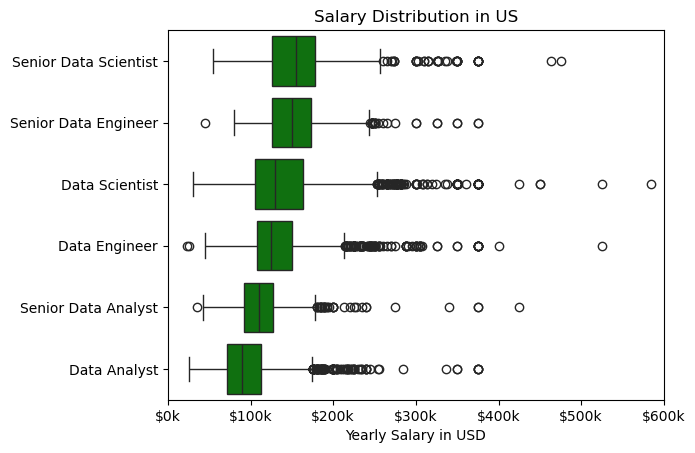 Salary Distribution in US
Senior Data Scientist
Senior Data Engineer
Data Scientist
Data Engineer
Senior Data Analyst
Data Analyst
$0k $100k $200k $300k $400k $500k $600k
Yearly Salary in USD